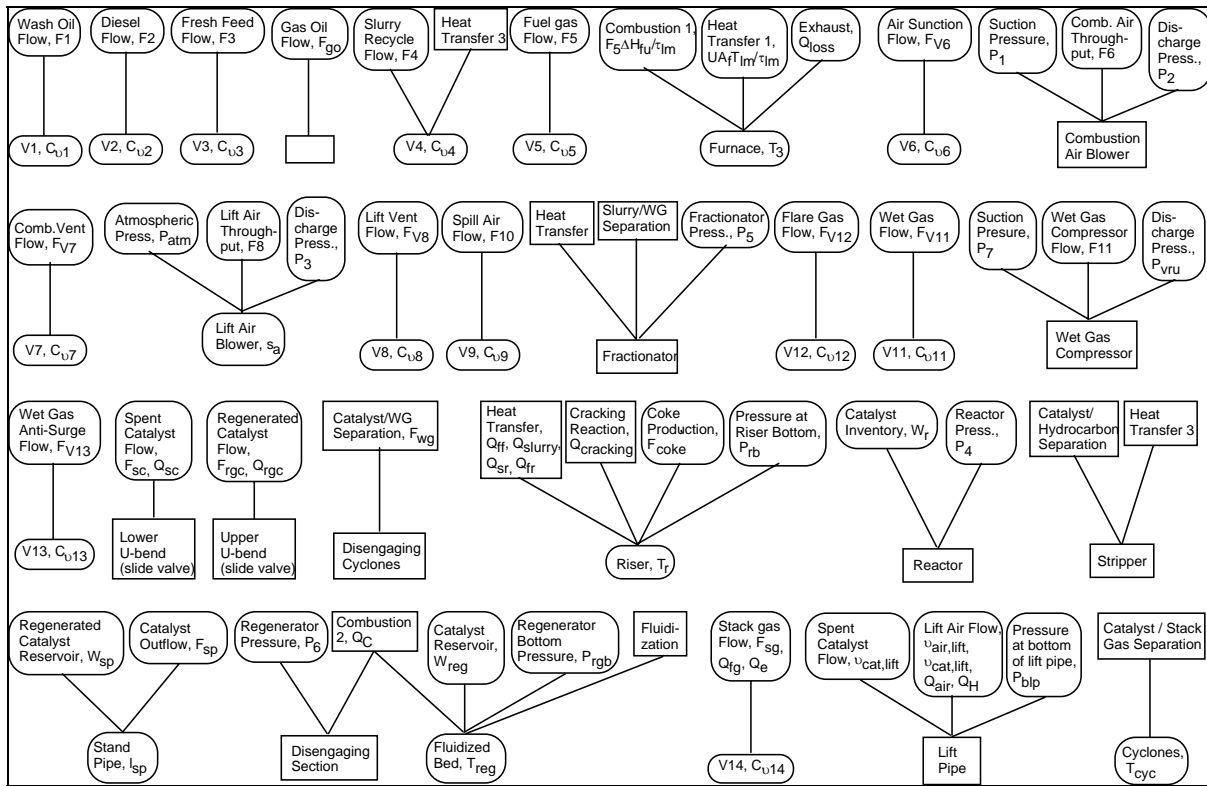 Wash Oil
Flow, F1
Diesel
Flow, F2
Fresh Feed
Flow, F3
Gas Oil
Flow, Fgo
Slurry
Recycle
Flow, F4
Heat
Transfer 3
Fuel gas
Flow, F5
Combustion 1,
F5ΔHfu/τlm
Heat
Transfer 1,
UAfTlm/τlm
Exhaust,
Qloss
Air Sunction
Flow, FV6
Suction
Pressure,
P1
Comb. Air
Through-
put, F6
Dis-
charge
Press.,
P2
V1, Cυ1
V2, Cυ2
V3, Cυ3
V4, Cυ4
V5, Cυ5
Furnace, T3
V6, Cυ6
Combustion
Air Blower
Comb.Vent
Flow, FV7
Atmospheric
Press, Patm
Lift Air
Through-
put, F8
Dis-
charge
Press.,
P3
Lift Vent
Flow, FV8
Spill Air
Flow, F10
Heat
Transfer
Slurry/WG
Separation
Fractionator
Press., P5
Flare Gas
Flow, FV12
Wet Gas
Flow, FV11
Suction
Presure,
P7
Wet Gas
Compressor
Flow, F11
Dis-
charge
Press.,
Pvru
V7, Cυ7
Lift Air
Blower, sa
V8, Cυ8
V9, Cυ9
Fractionator
V12, Cυ12
V11, Cυ11
Wet Gas
Compressor
Wet Gas
Anti-Surge
Flow, FV13
Spent
Catalyst
Flow,
Fsc, Qsc
Regenerated
Catalyst
Flow,
Frgc, Qrgc
Catalyst/WG
Separation, Fwg
Heat
Transfer,
Qff, Qslurry,
Qsr, Qfr
Cracking
Reaction,
Qcracking
Coke
Production,
Fcoke
Pressure at
Riser Bottom,
Prb
Catalyst
Inventory, Wr
Reactor
Press.,
P4
Catalyst/
Hydrocarbon
Separation
Heat
Transfer 3
V13, Cυ13
Lower
U-bend
(slide valve)
Upper
U-bend
(slide valve)
Disengaging
Cyclones
Riser, Tr
Reactor
Stripper
Regenerated
Catalyst
Reservoir, Wsp
Catalyst
Outflow, Fsp
Regenerator
Pressure, P6
Combustion
2, QC
Catalyst
Reservoir,
Wreg
Regenerator
Bottom
Pressure, Prgb
Fluidi-
zation
Stack gas
Flow, Fsg,
Qfg, Qe
Spent
Catalyst
Flow, υcat,lift
Lift Air Flow,
υair,lift,
υcat,lift,
Qair, QH
Pressure
at bottom
of lift pipe,
Pblp
Catalyst / Stack
Gas Separation
Stand
Pipe, lsp
Disengaging
Section
Fluidized
Bed, Treg
V14, Cυ14
Lift
Pipe
Cyclones,
Tcyc